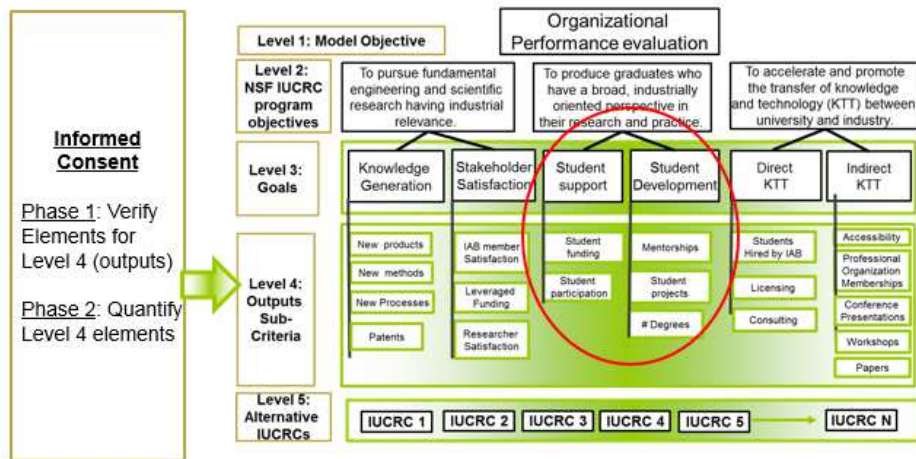 Informed
Consent
Phase 1: Verify
Elements for
Level 4 (outputs)
Phase 2: Quantify
Level 4 elements
Level 1: Model Objective
Organizational
Performance evaluation
Level 2:
NSF IUCRC
program
objectives
To pursue fundamental
engineering and scientific
research having industrial
relevance.
To produce graduates who
have a broad, industrially
oriented perspective in
their research and practice.
To accelerate and promote
the transfer of knowledge
and technology (KTT) between
university and industry.
Level 3:
Goals
Knowledge
Generation
Stakeholder
Satisfaction
Student
support
Student
Development
Direct
KTT
Indirect
KTT
Level 4:
Outputs
Sub-
Criteria
New products
New methods
New Processes
Patents
IAB member
Satisfaction
Leveraged
Funding
Researcher
Satisfaction
Student
funding
Student
participation
Mentorships
Student
projects
# Degrees
Students
Hired by IAB
Licensing
Consulting
Accessibility
Professional
Organization
Memberships
Conference
Presentations
Workshops
Papers
Level 5:
Alternative
IUCRCs
IUCRC 1
IUCRC 2
IUCRC 3
IUCRC 4
IUCRC 5
IUCRC N